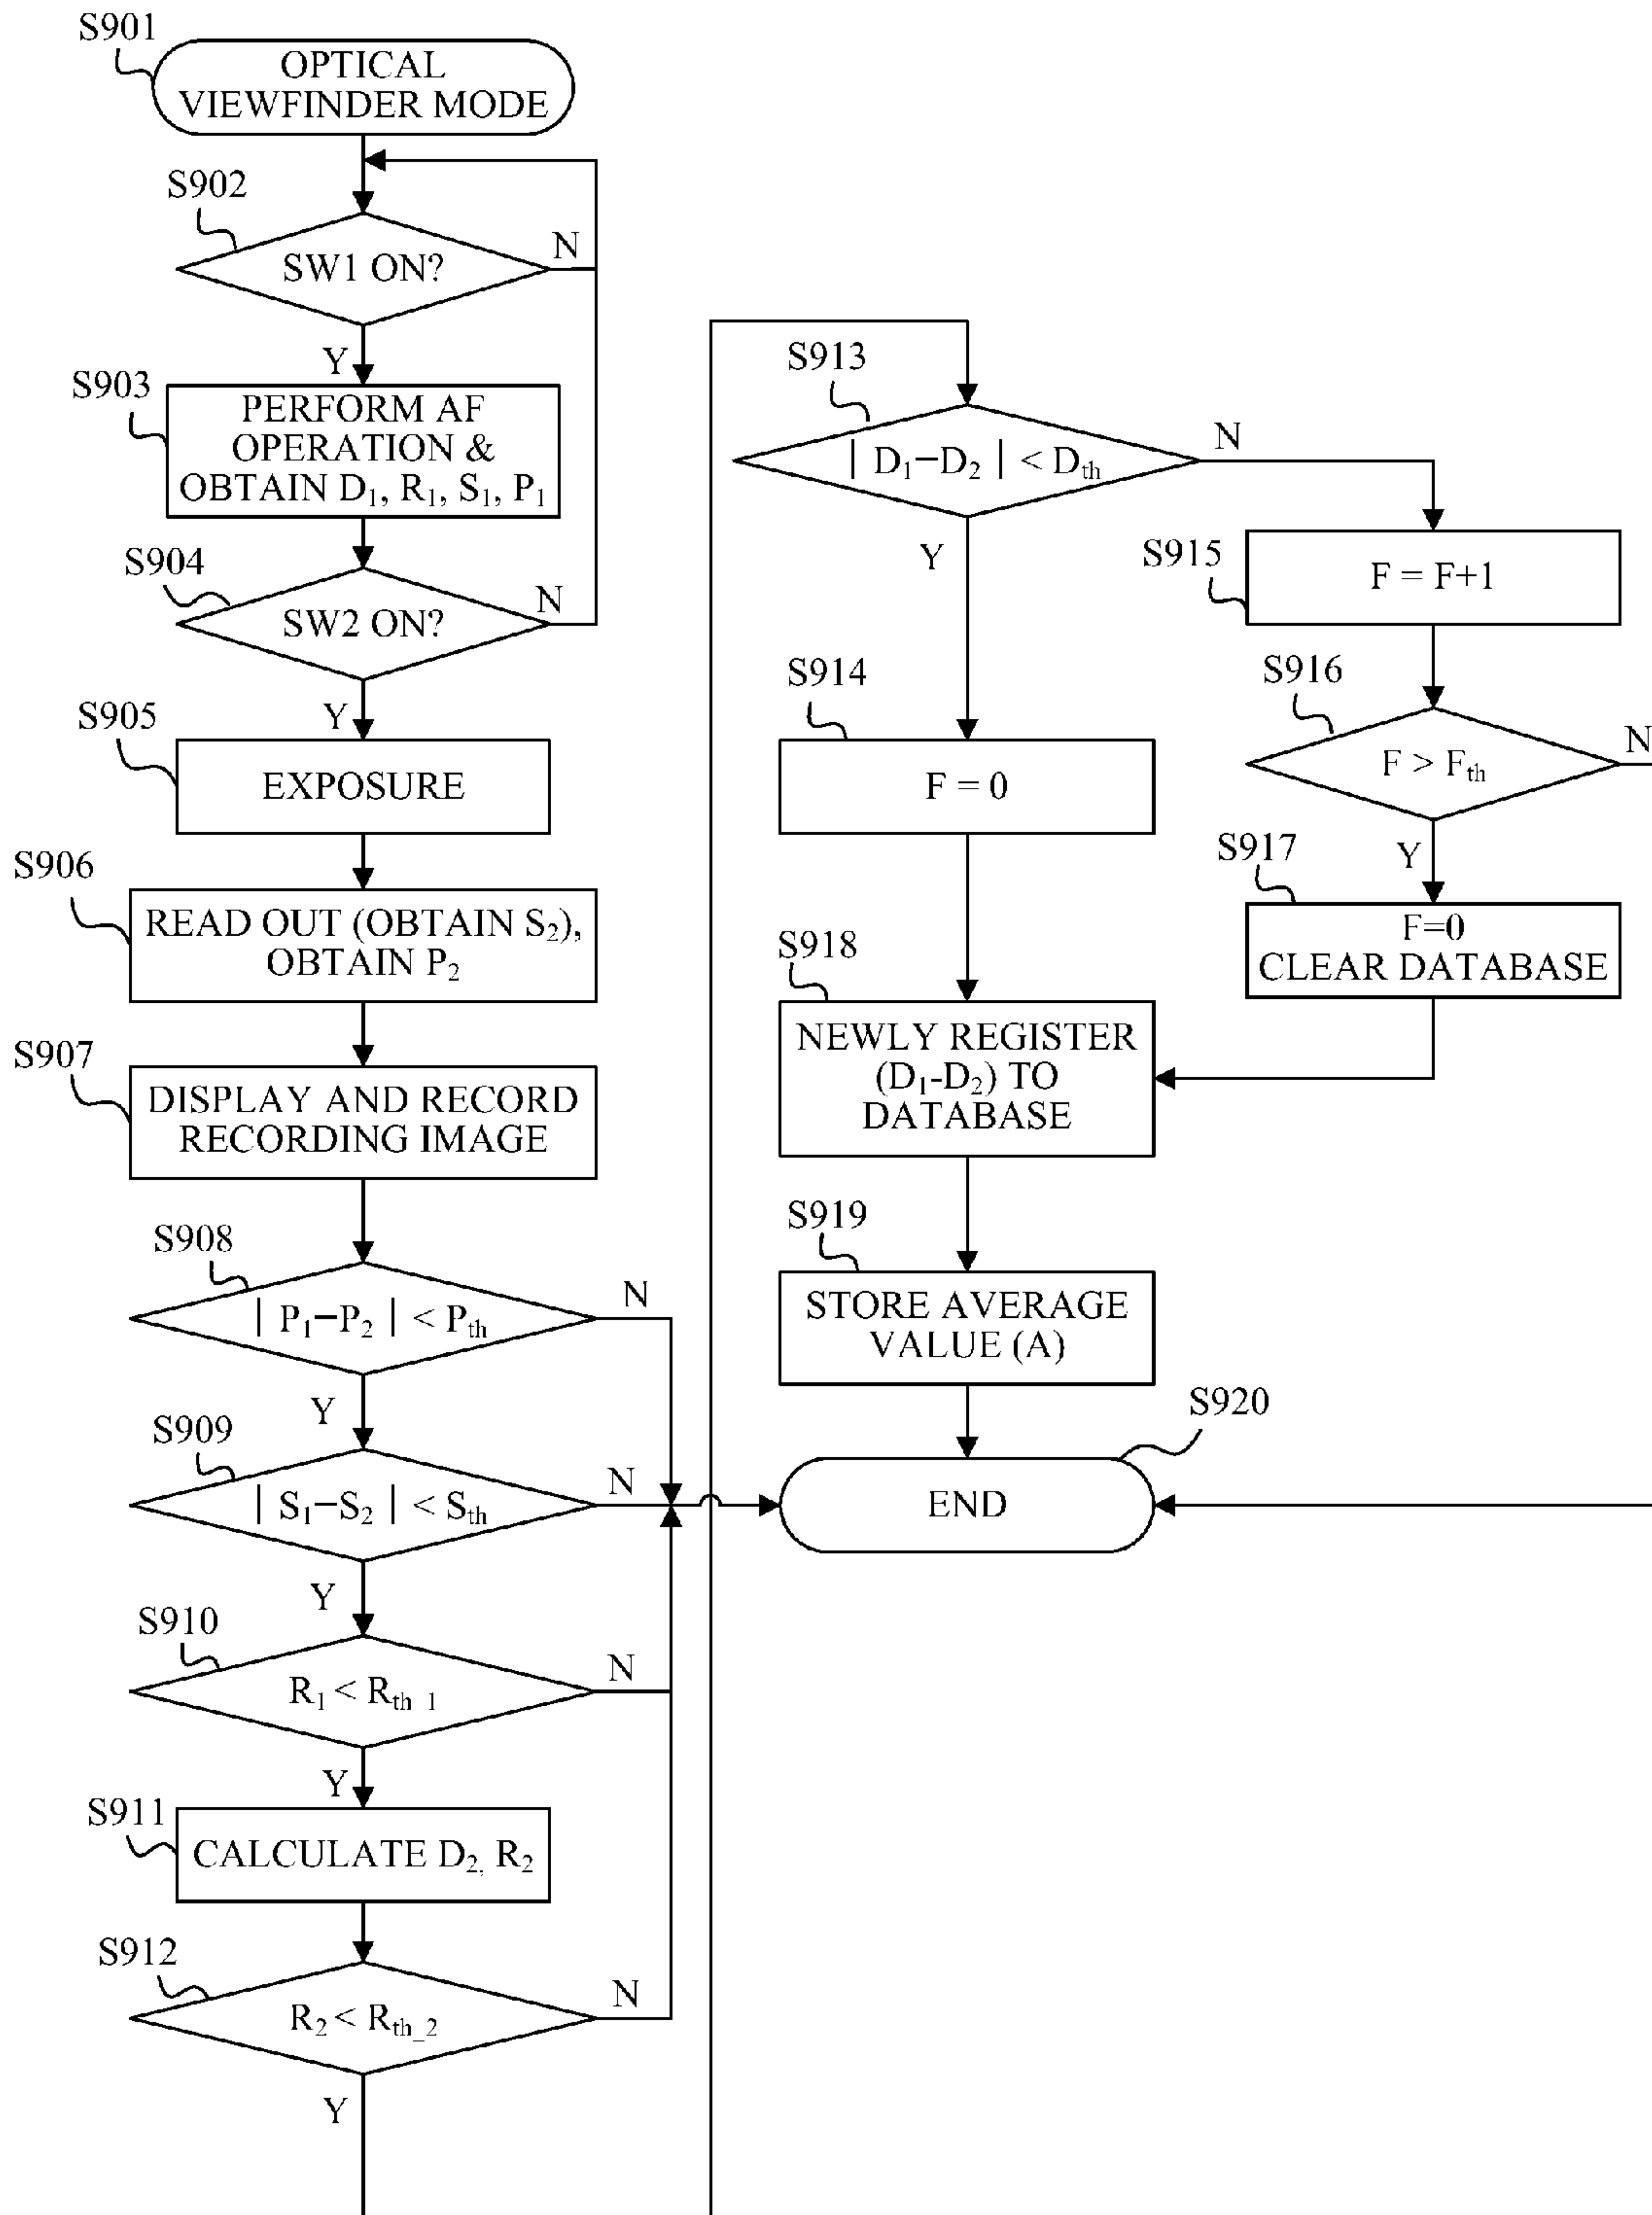 S901
OPTICAL
VIEWFINDER MODE
S902
SW1 ON?
N
Y
S903
PERFORM AF
OPERATION &
OBTAIN D₁, R₁, S₁, P₁
S904
SW2 ON?
N
Y
S905
EXPOSURE
S906
READ OUT (OBTAIN S₂),
OBTAIN P₂
S907
DISPLAY AND RECORD
RECORDING IMAGE
S908
| P₁−P₂ | < Pth
N
Y
S909
| S₁−S₂ | < Sth
N
Y
S910
R₁ < Rth_1
N
Y
S911
CALCULATE D₂, R₂
S912
R₂ < Rth_2
N
Y
S913
| D₁−D₂ | < Dth
N
Y
S914
F = 0
S915
F = F+1
S916
F > Fth
N
Y
S917
F=0
CLEAR DATABASE
S918
NEWLY REGISTER
(D₁-D₂) TO
DATABASE
S919
STORE AVERAGE
VALUE (A)
S920
END